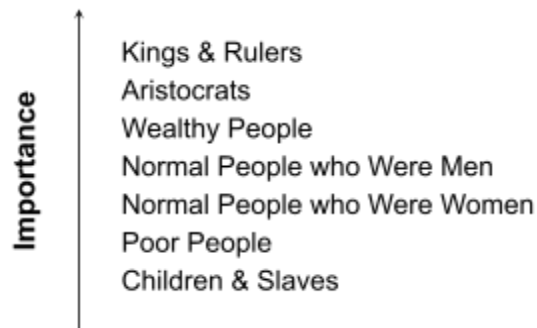 Importance
Kings & Rulers
Aristocrats
Wealthy People
Normal People who Were Men
Normal People who Were Women
Poor People
Children & Slaves